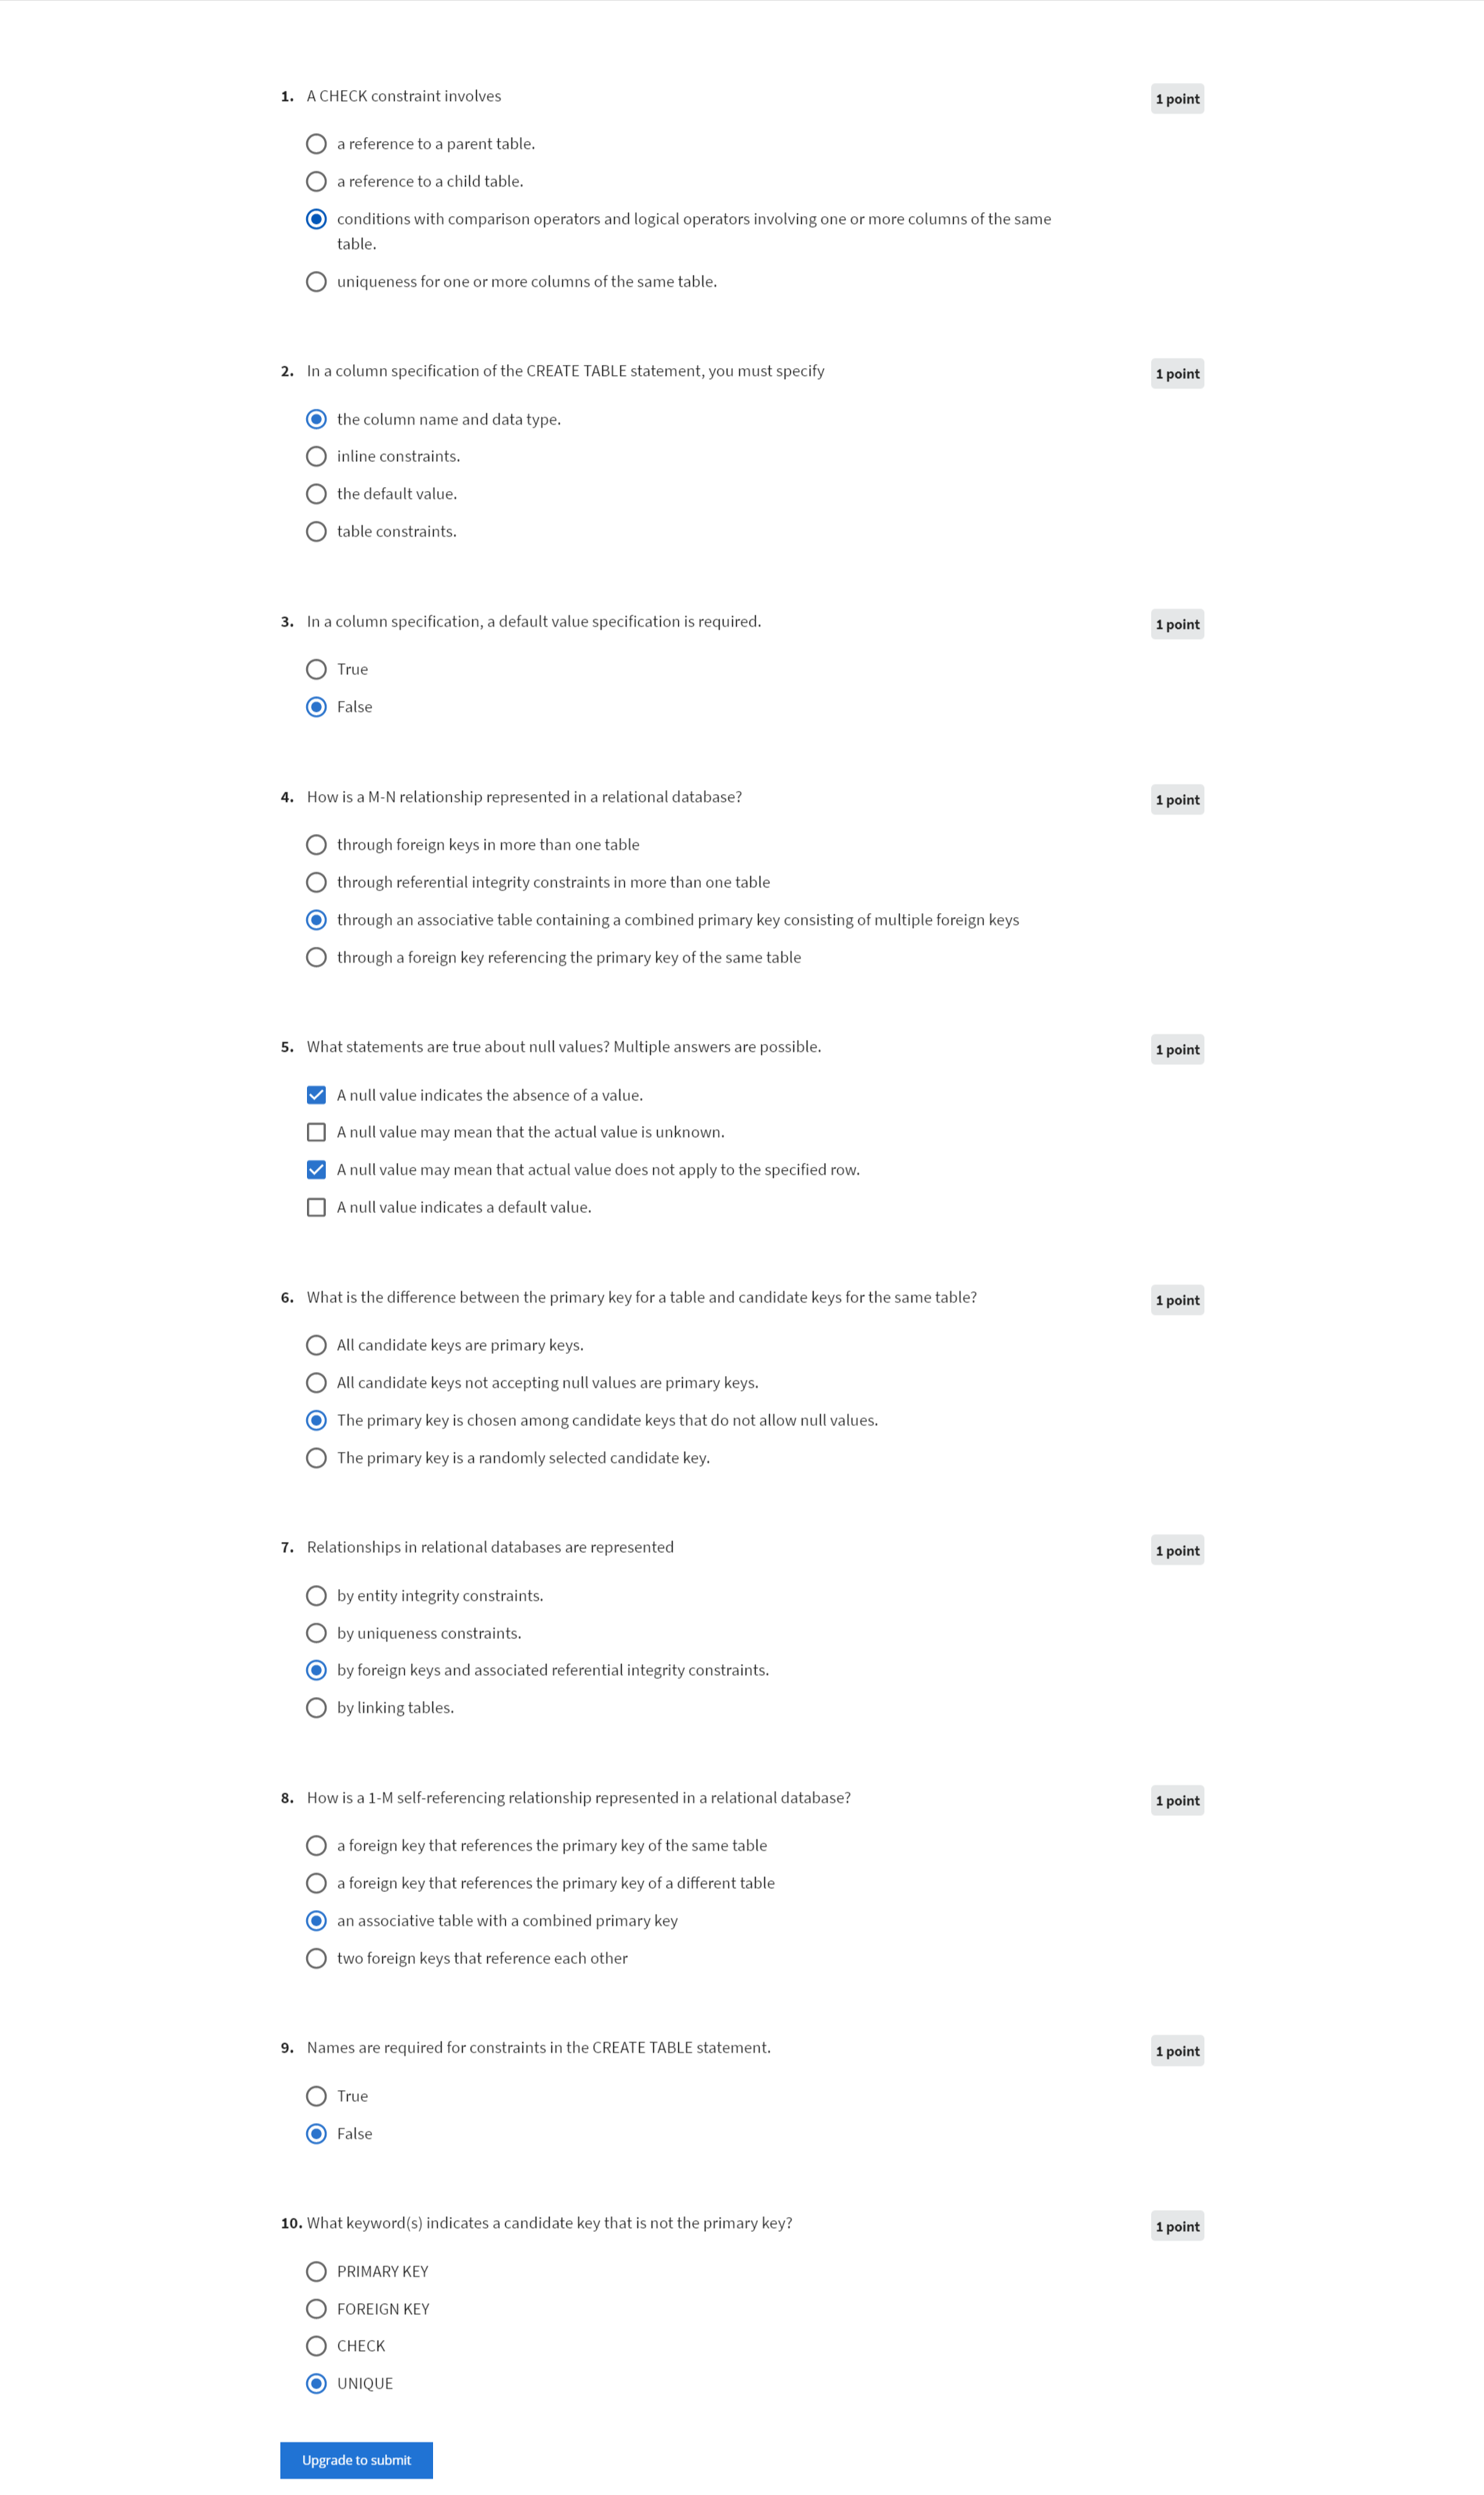 1. A CHECK constraint involves
1 point
a reference to a parent table.
a reference to a child table.
conditions with comparison operators and logical operators involving one or more columns of the same
table.
uniqueness for one or more columns of the same table.
2. In a column specification of the CREATE TABLE statement, you must specify
1 point
the column name and data type.
inline constraints.
the default value.
table constraints.
3. In a column specification, a default value specification is required.
1 point
True
False
4. How is a M-N relationship represented in a relational database?
1 point
through foreign keys in more than one table
through referential integrity constraints in more than one table
through an associative table containing a combined primary key consisting of multiple foreign keys
through a foreign key referencing the primary key of the same table
5. What statements are true about null values? Multiple answers are possible.
1 point
A null value indicates the absence of a value.
A null value may mean that the actual value is unknown.
A null value may mean that actual value does not apply to the specified row.
A null value indicates a default value.
6. What is the difference between the primary key for a table and candidate keys for the same table?
1 point
All candidate keys are primary keys.
All candidate keys not accepting null values are primary keys.
The primary key is chosen among candidate keys that do not allow null values.
The primary key is a randomly selected candidate key.
7. Relationships in relational databases are represented
1 point
by entity integrity constraints.
by uniqueness constraints.
by foreign keys and associated referential integrity constraints.
by linking tables.
8. How is a 1-M self-referencing relationship represented in a relational database?
1 point
a foreign key that references the primary key of the same table
a foreign key that references the primary key of a different table
an associative table with a combined primary key
two foreign keys that reference each other
9. Names are required for constraints in the CREATE TABLE statement.
1 point
True
False
10. What keyword(s) indicates a candidate key that is not the primary key?
1 point
PRIMARY KEY
FOREIGN KEY
CHECK
UNIQUE
Upgrade to submit